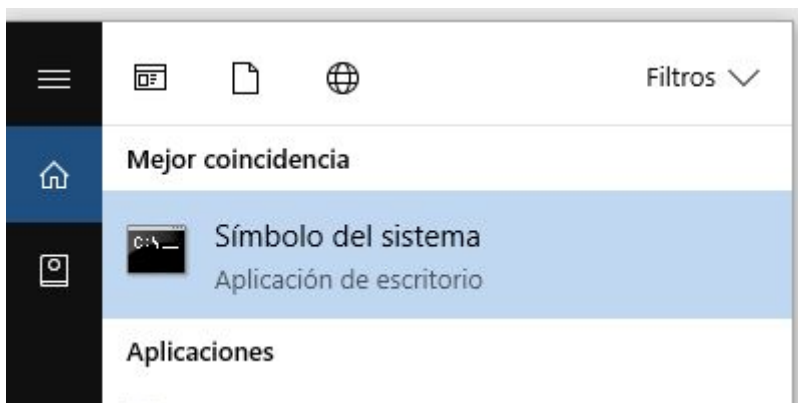 Filtros
Mejor coincidencia
C:\
Símbolo del sistema
Aplicación de escritorio
Aplicaciones